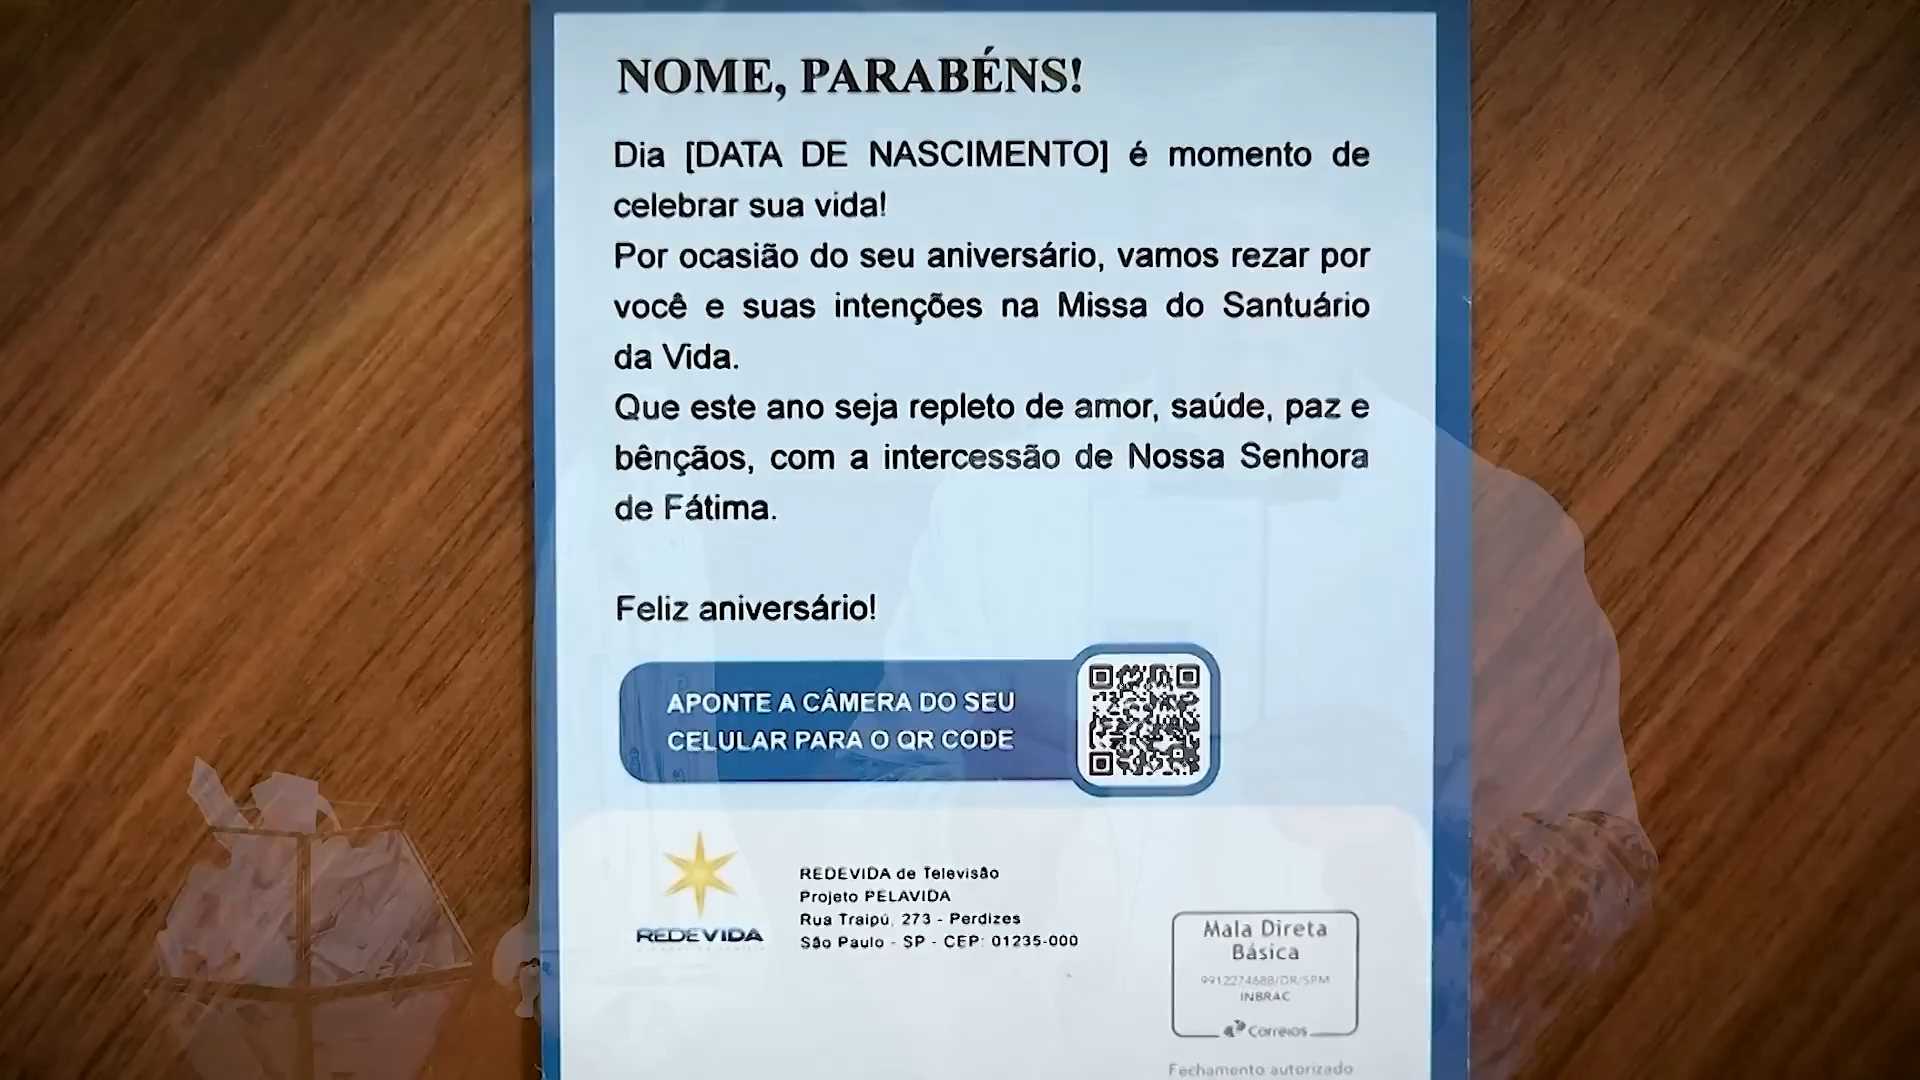 NOME, PARABÉNS!
Dia [DATA DE NASCIMENTO] é momento de
celebrar sua vida!
Por ocasião do seu aniversário, vamos rezar por
você e suas intenções na Missa do Santuário
da Vida.
Que este ano seja repleto de amor, saúde, paz e
bênçãos, com a intercessão de Nossa Senhora
de Fátima.
Feliz aniversário!
APONTE A CÂMERA DO SEU
CELULAR PARA O QR CODE
REDEVIDA
REDEVIDA de Televisão
Projeto PELAVIDA
Rua Traipú, 273 - Perdizes
São Paulo - SP - CEP: 01235-000
Mala Direta
Básica
9912274688/DR/SPM
INBRAC
Correios
Fechamento autorizado